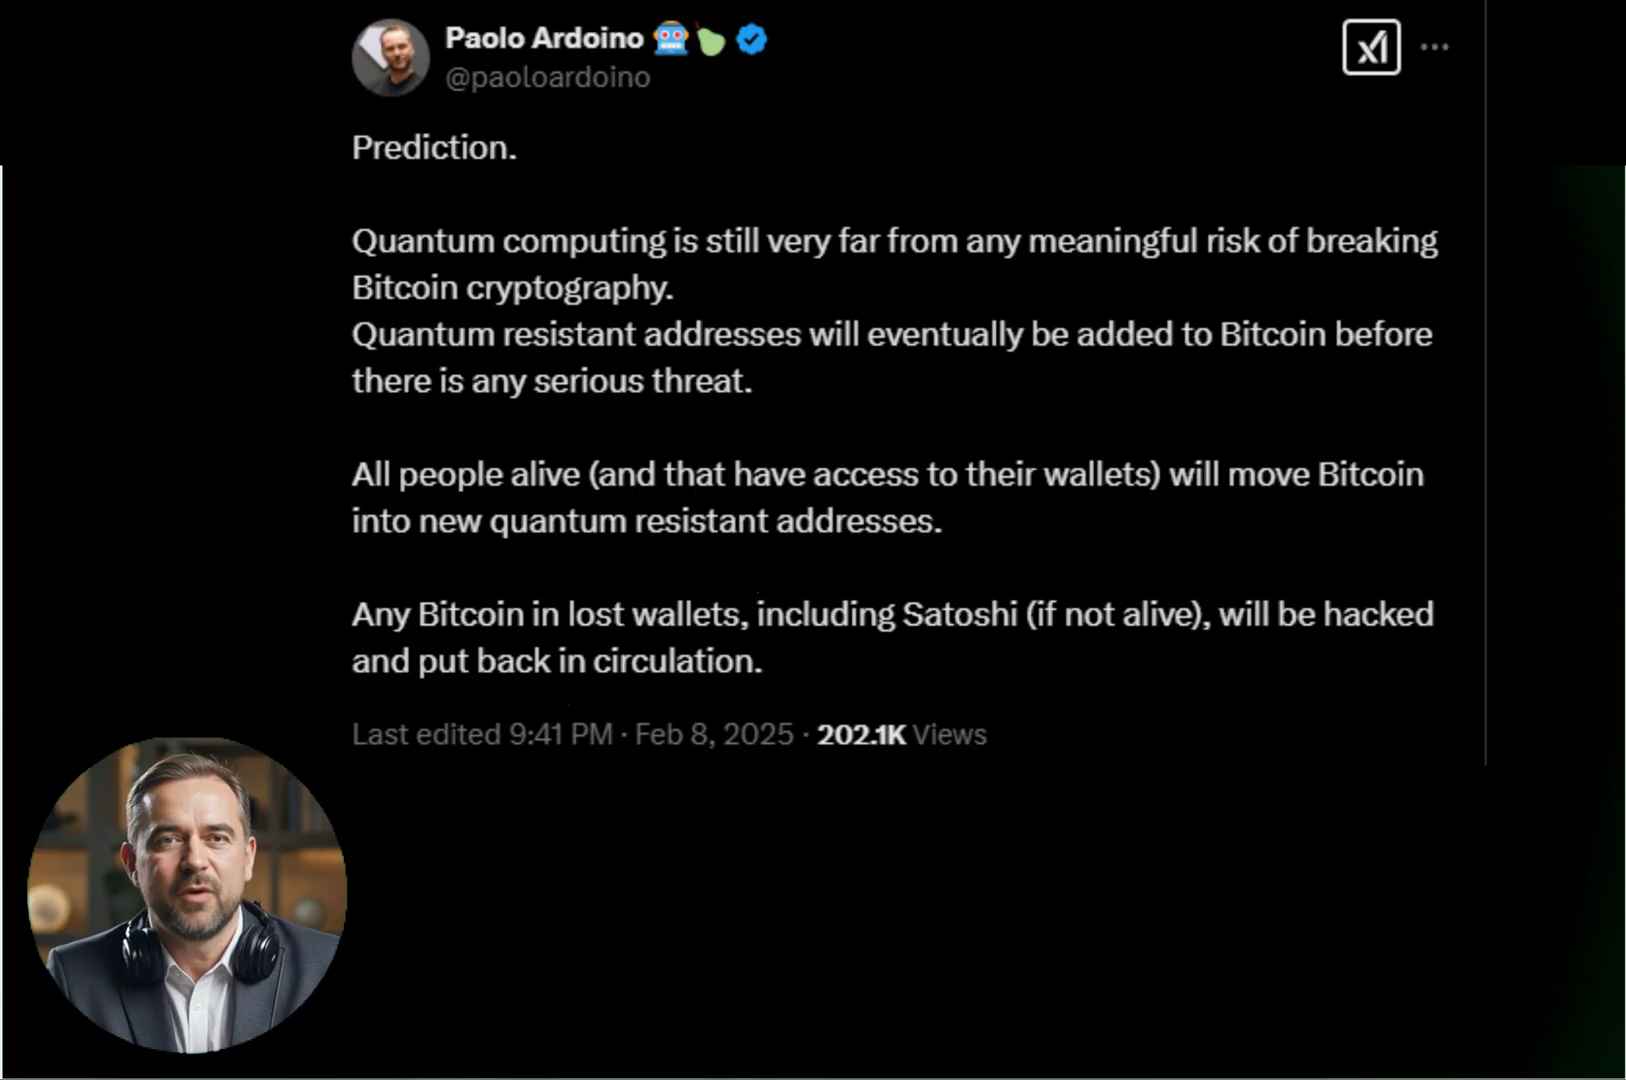 Paolo Ardoino
@paoloardoino
Prediction.
Quantum computing is still very far from any meaningful risk of breaking
Bitcoin cryptography.
Quantum resistant addresses will eventually be added to Bitcoin before
there is any serious threat.
All people alive (and that have access to their wallets) will move Bitcoin
into new quantum resistant addresses.
Any Bitcoin in lost wallets, including Satoshi (if not alive), will be hacked
and put back in circulation.
Last edited 9:41 PM · Feb 8, 2025 · 202.1K Views